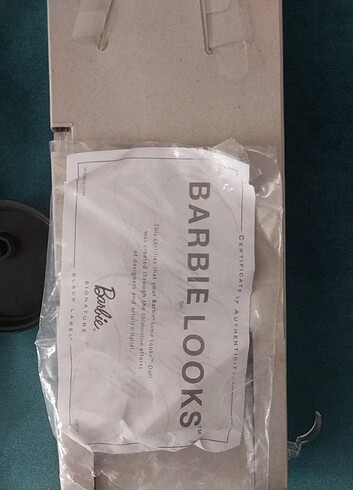 CERTIFICATE OF AUTHENTICITY
BARBIE LOOKS™
This certifies that your Barbie Looks™ Doll
was created through the collective efforts
of designers and artists at Mattel.
Barbie
SIGNATURE
BLACK LABEL®